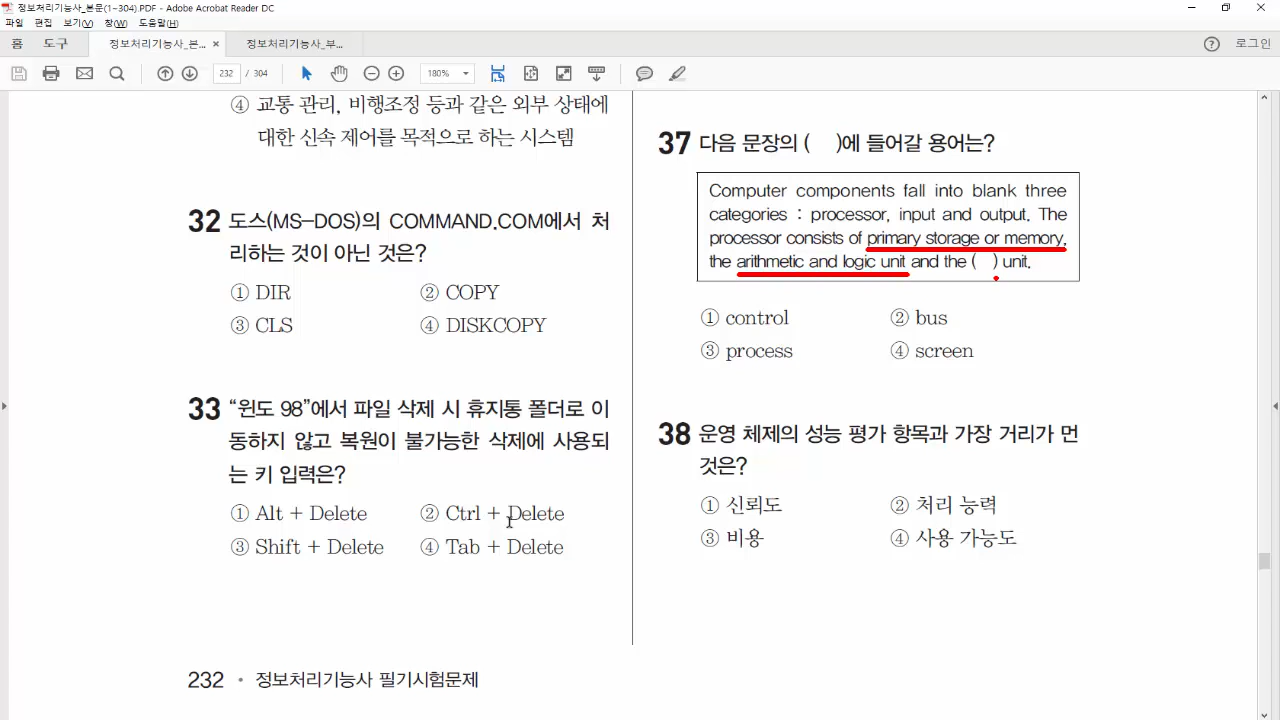 정보처리기능사_본문(1~304).PDF - Adobe Acrobat Reader DC
파일 편집 보기(V) 창(W) 도움말(H)
홈 도구 정보처리기능사_본... × 정보처리기능사_부... ? 로그인
232 / 304 180%
④ 교통 관리, 비행조정 등과 같은 외부 상태에
대한 신속 제어를 목적으로 하는 시스템
32 도스(MS-DOS)의 COMMAND.COM에서 처
리하는 것이 아닌 것은?
① DIR ② COPY
③ CLS ④ DISKCOPY
33 “윈도 98”에서 파일 삭제 시 휴지통 폴더로 이
동하지 않고 복원이 불가능한 삭제에 사용되
는 키 입력은?
① Alt + Delete ② Ctrl + Delete
③ Shift + Delete ④ Tab + Delete
37 다음 문장의 ( )에 들어갈 용어는?
Computer components fall into blank three
categories : processor, input and output. The
processor consists of primary storage or memory,
the arithmetic and logic unit and the ( ) unit.
① control ② bus
③ process ④ screen
38 운영 체제의 성능 평가 항목과 가장 거리가 먼
것은?
① 신뢰도 ② 처리 능력
③ 비용 ④ 사용 가능도
232 • 정보처리기능사 필기시험문제